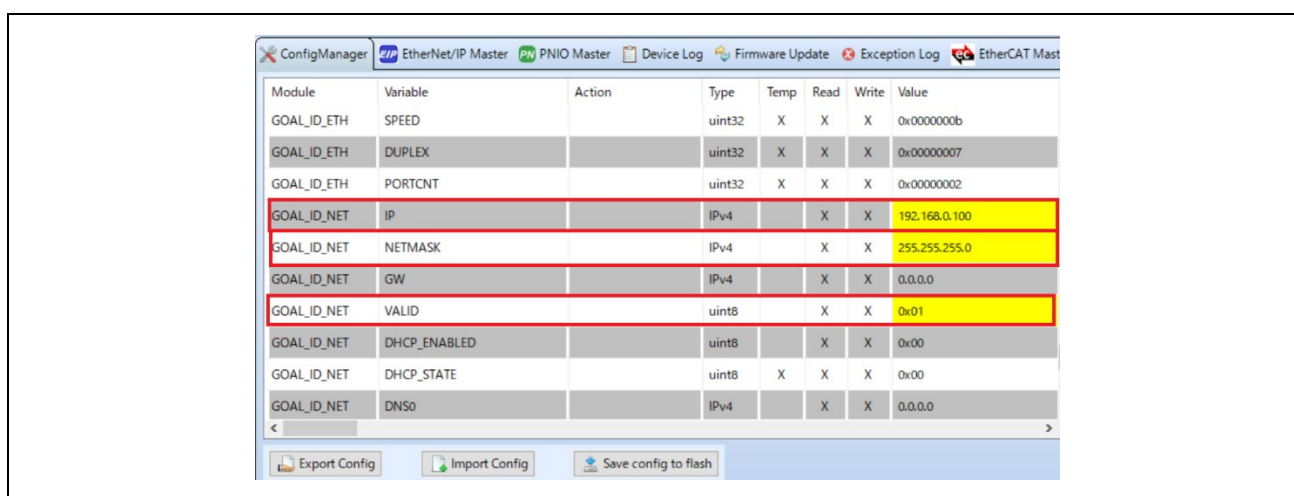 ConfigManager EtherNet/IP Master PNIO Master Device Log Firmware Update Exception Log EtherCAT Mast
Module Variable Action Type Temp Read Write Value
GOAL_ID_ETH SPEED uint32 X X X 0x0000000b
GOAL_ID_ETH DUPLEX uint32 X X X 0x00000007
GOAL_ID_ETH PORTCNT uint32 X X X 0x00000002
GOAL_ID_NET IP IPv4 X X 192.168.0.100
GOAL_ID_NET NETMASK IPv4 X X 255.255.255.0
GOAL_ID_NET GW IPv4 X X 0.0.0.0
GOAL_ID_NET VALID uint8 X X 0x01
GOAL_ID_NET DHCP_ENABLED uint8 X X 0x00
GOAL_ID_NET DHCP_STATE uint8 X X X 0x00
GOAL_ID_NET DNS0 IPv4 X X 0.0.0.0
Export Config Import Config Save config to flash